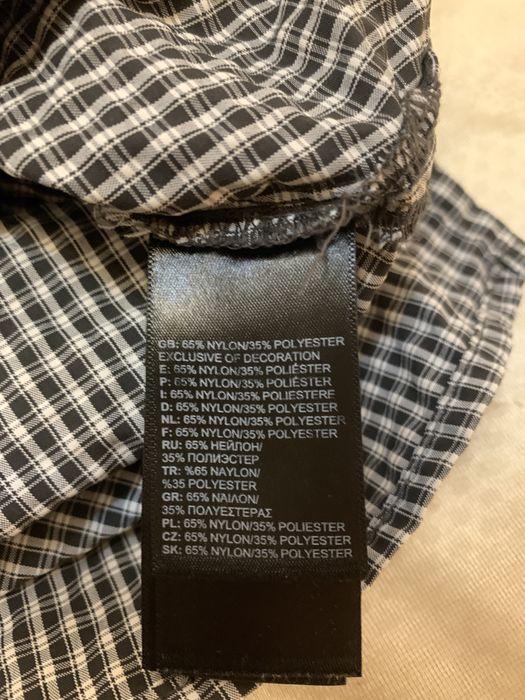 GB: 65% NYLON/35% POLYESTER
EXCLUSIVE OF DECORATION
E: 65% NYLON/35% POLIÉSTER
P: 65% NYLON/35% POLIÉSTER
I: 65% NYLON/35% POLIESTERE
D: 65% NYLON/35% POLYESTER
NL: 65% NYLON/35% POLYESTER
F: 65% NYLON/35% POLYESTER
RU: 65% НЕЙЛОН/
35% ПОЛИЭСТЕР
TR: %65 NAYLON/
%35 POLYESTER
GR: 65% ΝΑΙΛΟΝ/
35% ΠΟΛΥΕΣΤΕΡΑΣ
PL: 65% NYLON/35% POLIESTER
CZ: 65% NYLON/35% POLYESTER
SK: 65% NYLON/35% POLYESTER